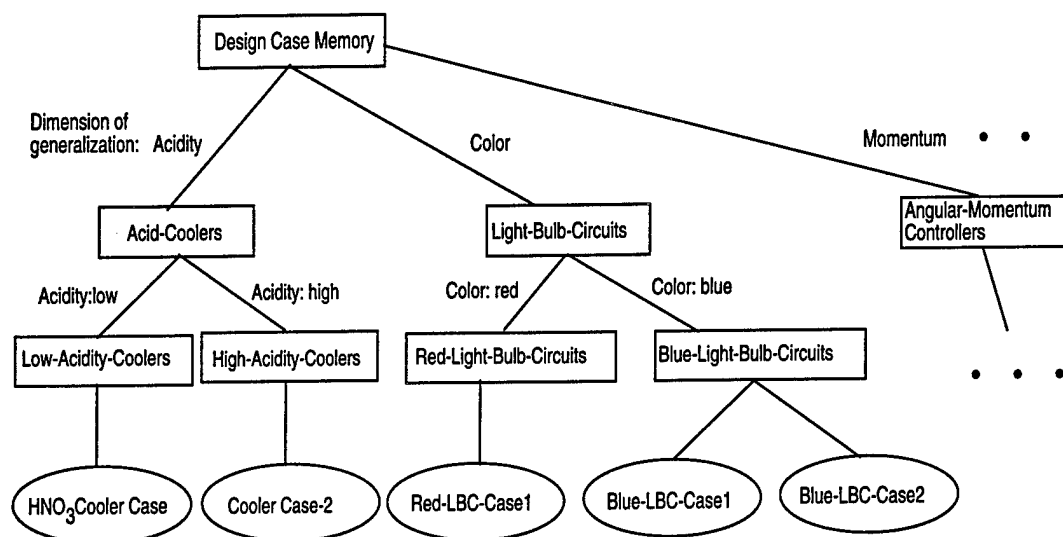 Design Case Memory
Dimension of
generalization: Acidity
Color
Momentum
Acid-Coolers
Light-Bulb-Circuits
Angular-Momentum
Controllers
Acidity:low
Acidity: high
Color: red
Color: blue
Low-Acidity-Coolers
High-Acidity-Coolers
Red-Light-Bulb-Circuits
Blue-Light-Bulb-Circuits
HNO3Cooler Case
Cooler Case-2
Red-LBC-Case1
Blue-LBC-Case1
Blue-LBC-Case2